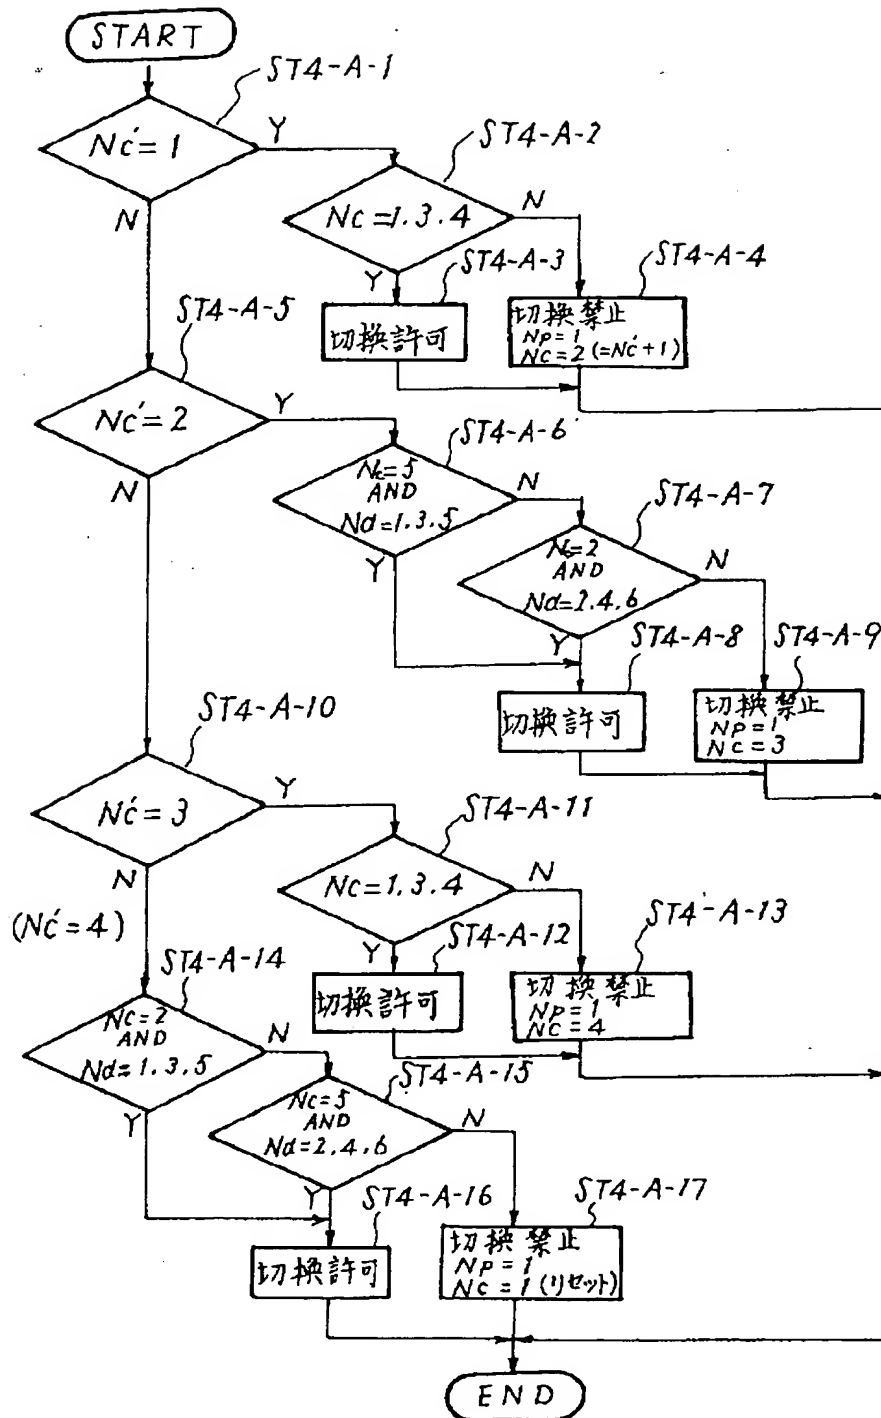 START
ST4-A-1
Nc'=1
Y
N
ST4-A-2
Nc=1.3.4
N
Y
ST4-A-3
切換許可
ST4-A-4
切換禁止
NP=1
NC=2(=Nc'+1)
ST4-A-5
Nc'=2
Y
N
ST4-A-6
Nc=5
AND
Nd=1.3.5
N
Y
ST4-A-7
Nc=2
AND
Nd=2.4.6
N
Y
ST4-A-8
切換許可
ST4-A-9
切換禁止
NP=1
NC=3
ST4-A-10
Nc'=3
Y
N
(Nc'=4)
ST4-A-11
Nc=1.3.4
N
Y
ST4-A-12
切換許可
ST4-A-13
切換禁止
NP=1
NC=4
ST4-A-14
Nc=2
AND
Nd=1.3.5
N
Y
ST4-A-15
Nc=5
AND
Nd=2.4.6
N
Y
ST4-A-16
切換許可
ST4-A-17
切換禁止
NP=1
NC=1(リセット)
END